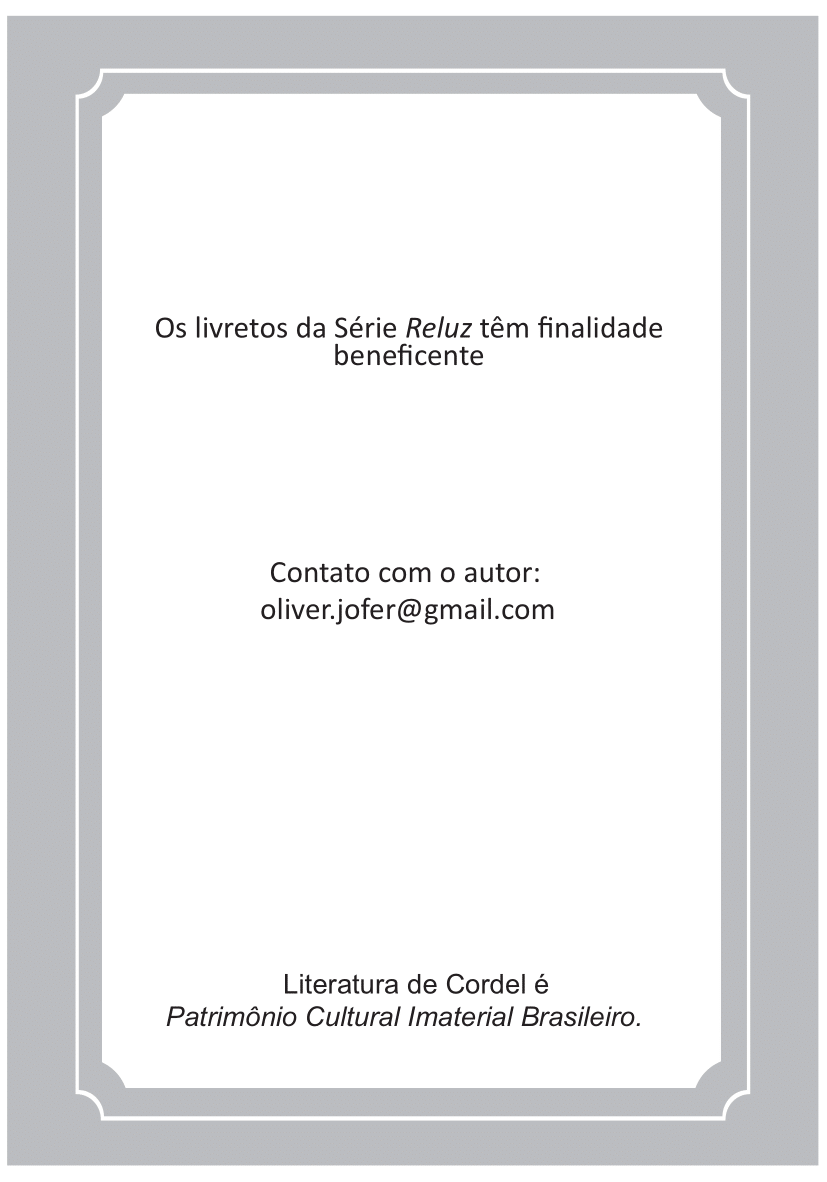 Os livretos da Série Reluz têm finalidade
beneficente
Contato com o autor:
oliver.jofer@gmail.com
Literatura de Cordel é
Patrimônio Cultural Imaterial Brasileiro.